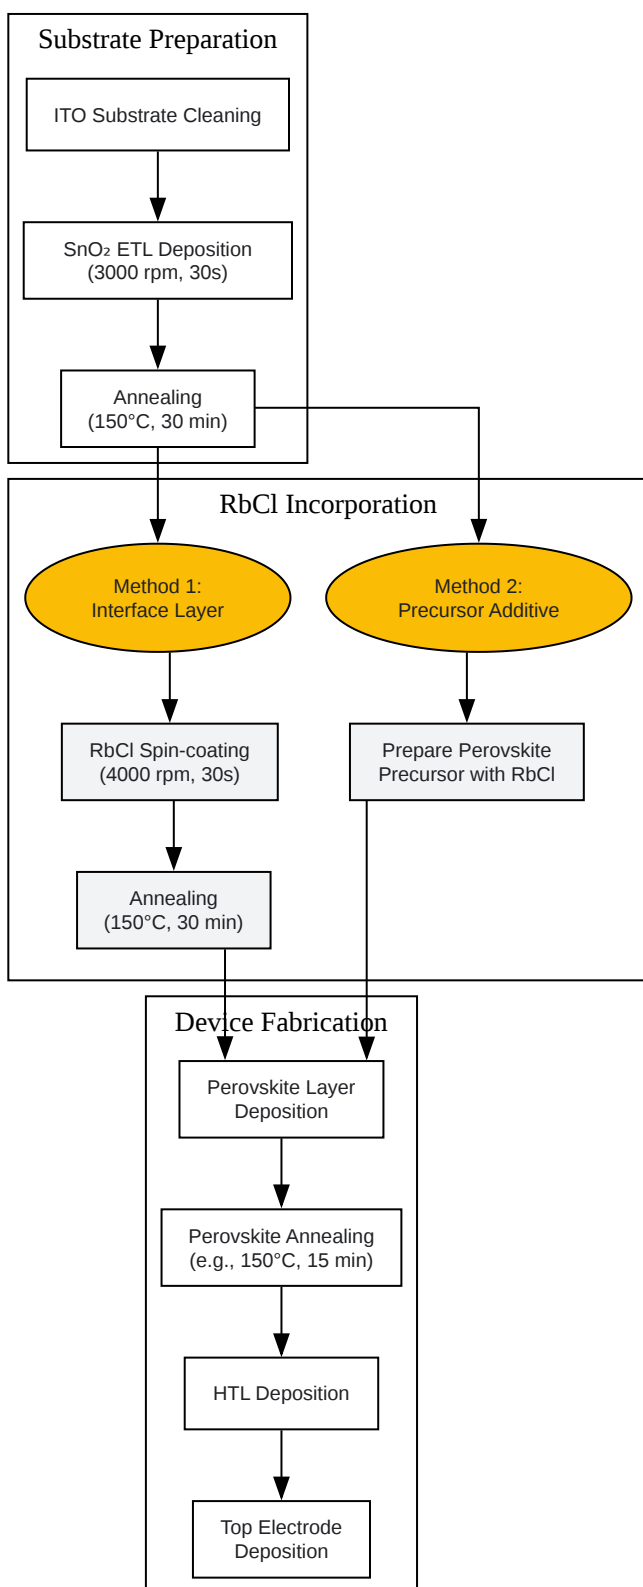 Substrate Preparation
ITO Substrate Cleaning
SnO₂ ETL Deposition
(3000 rpm, 30s)
Annealing
(150°C, 30 min)
RbCl Incorporation
Method 1:
Interface Layer
Method 2:
Precursor Additive
RbCl Spin-coating
(4000 rpm, 30s)
Prepare Perovskite
Precursor with RbCl
Annealing
(150°C, 30 min)
Device Fabrication
Perovskite Layer
Deposition
Perovskite Annealing
(e.g., 150°C, 15 min)
HTL Deposition
Top Electrode
Deposition